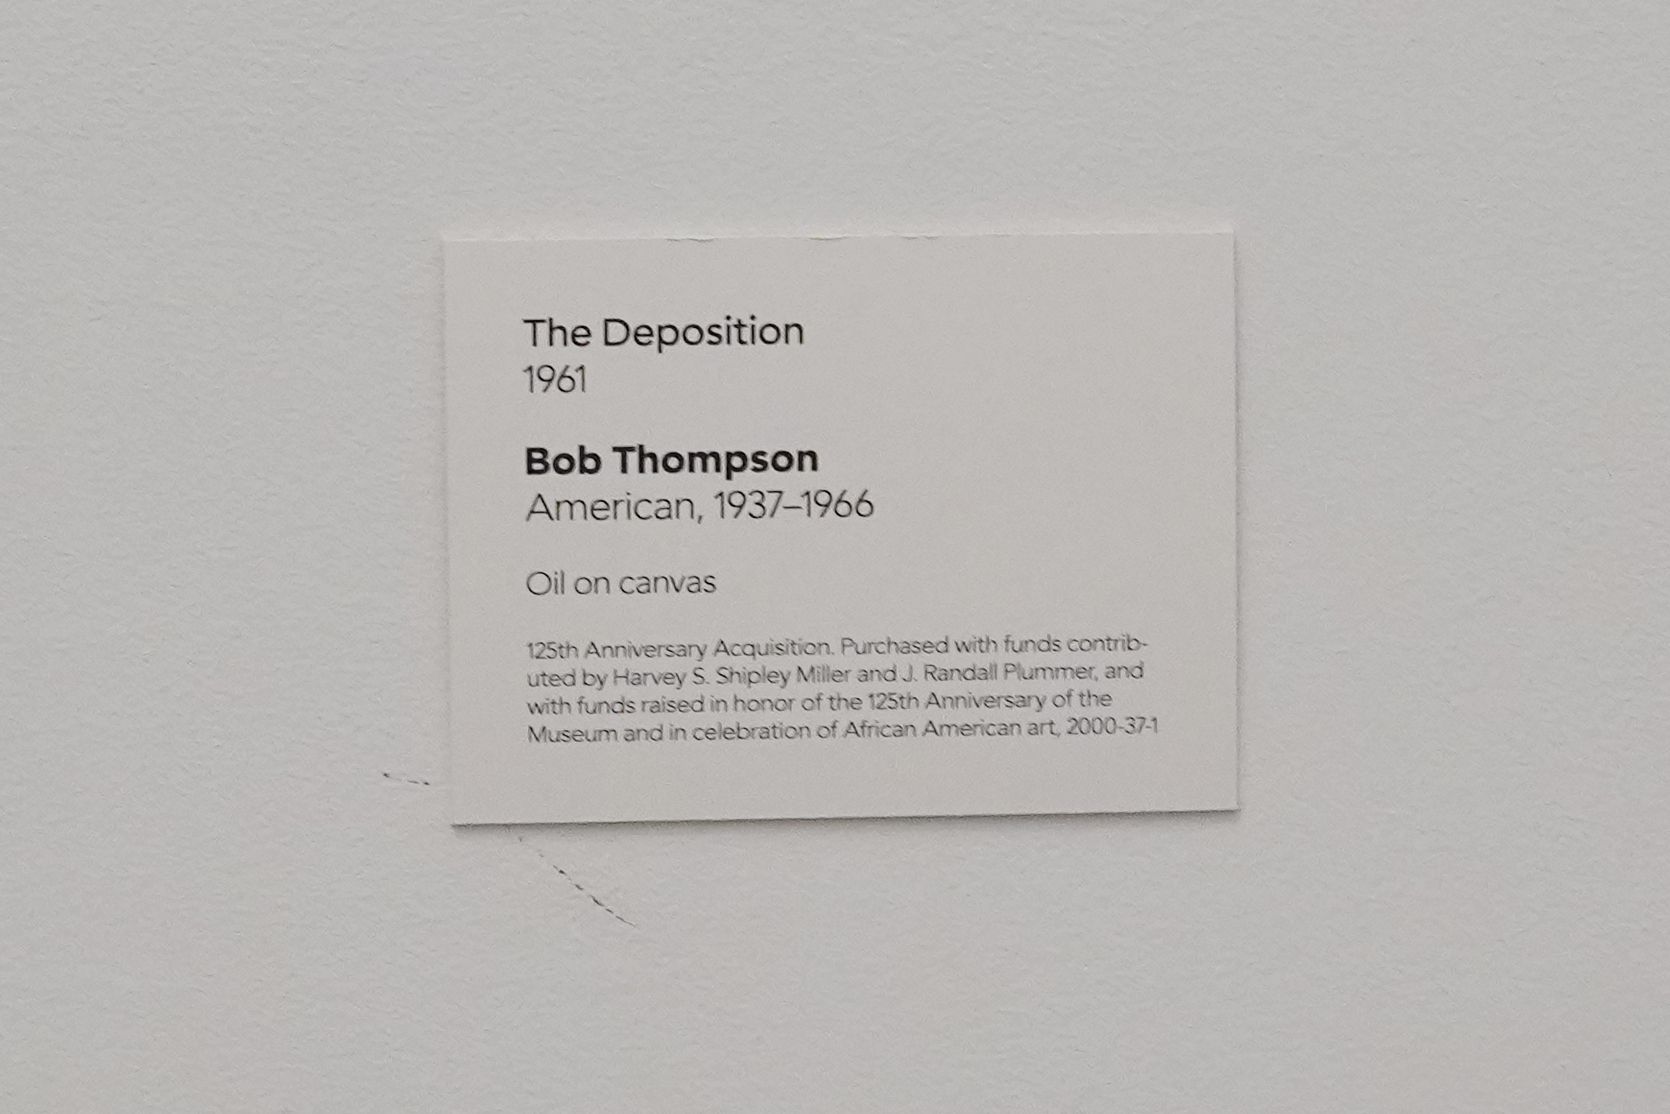 The Deposition
1961
Bob Thompson
American, 1937–1966
Oil on canvas
125th Anniversary Acquisition. Purchased with funds contrib-
uted by Harvey S. Shipley Miller and J. Randall Plummer, and
with funds raised in honor of the 125th Anniversary of the
Museum and in celebration of African American art, 2000-37-1